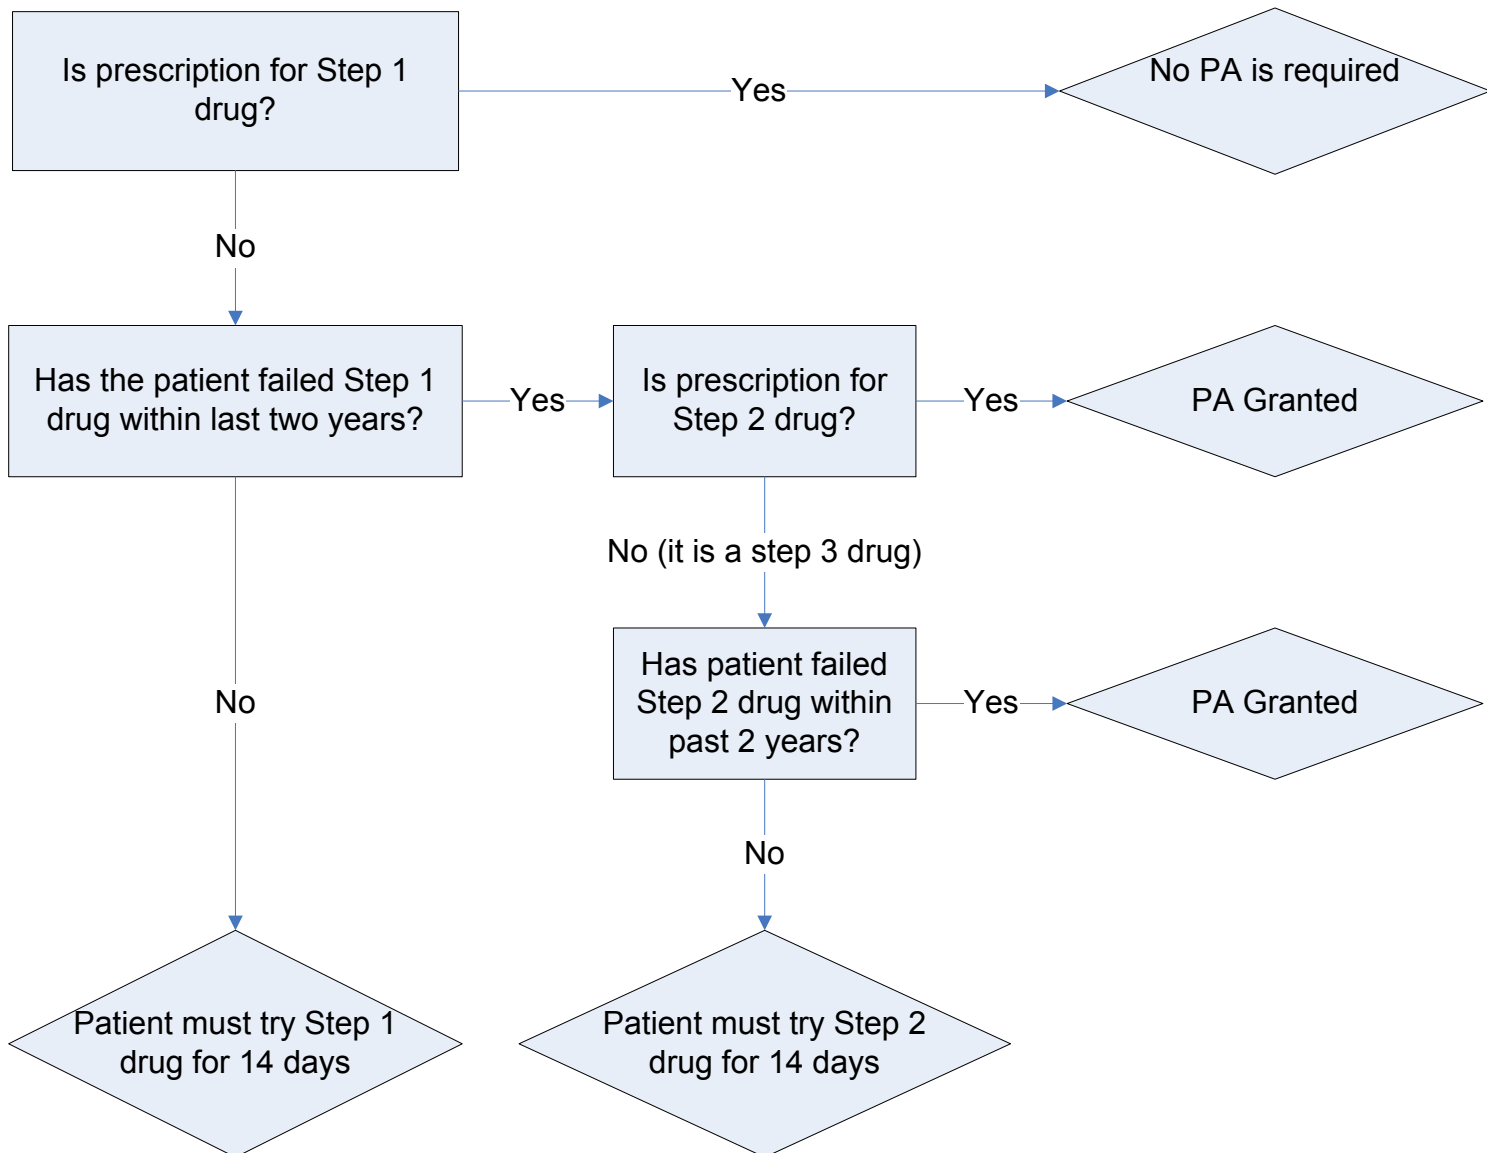 Is prescription for Step 1
drug?
Yes
No PA is required
No
Has the patient failed Step 1
drug within last two years?
Yes
Is prescription for
Step 2 drug?
Yes
PA Granted
No (it is a step 3 drug)
No
Has patient failed
Step 2 drug within
past 2 years?
Yes
PA Granted
No
Patient must try Step 1
drug for 14 days
Patient must try Step 2
drug for 14 days